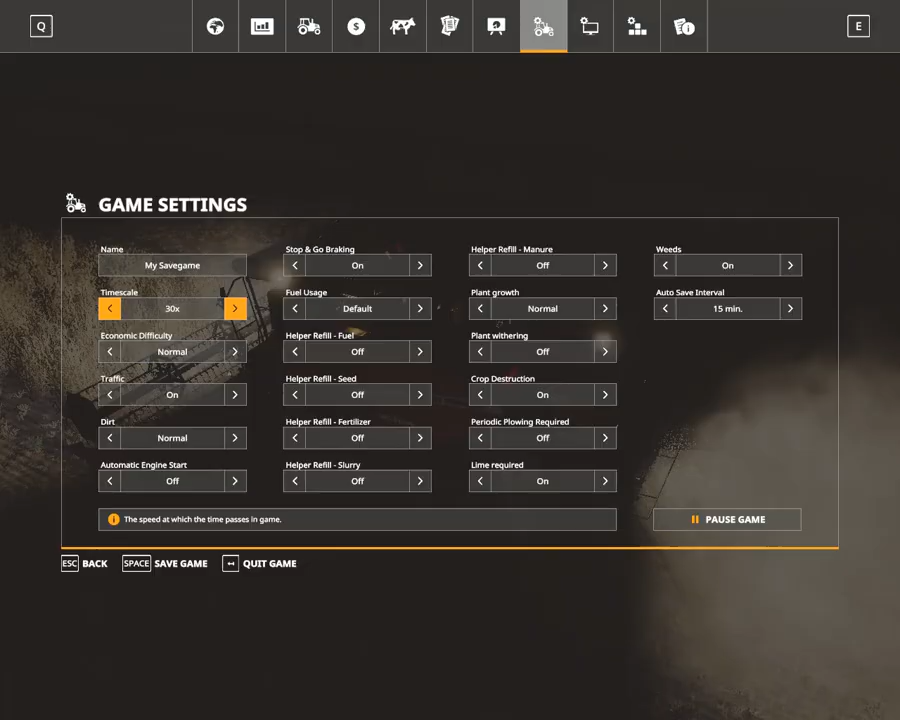 Q
E
GAME SETTINGS
Name
My Savegame
Timescale
30x
Economic Difficulty
Normal
Traffic
On
Dirt
Normal
Automatic Engine Start
Off
Stop & Go Braking
On
Fuel Usage
Default
Helper Refill - Fuel
Off
Helper Refill - Seed
Off
Helper Refill - Fertilizer
Off
Helper Refill - Slurry
Off
Helper Refill - Manure
Off
Plant growth
Normal
Plant withering
Off
Crop Destruction
On
Periodic Plowing Required
Off
Lime required
On
Weeds
On
Auto Save Interval
15 min.
The speed at which the time passes in game.
PAUSE GAME
ESC BACK SPACE SAVE GAME ↔ QUIT GAME